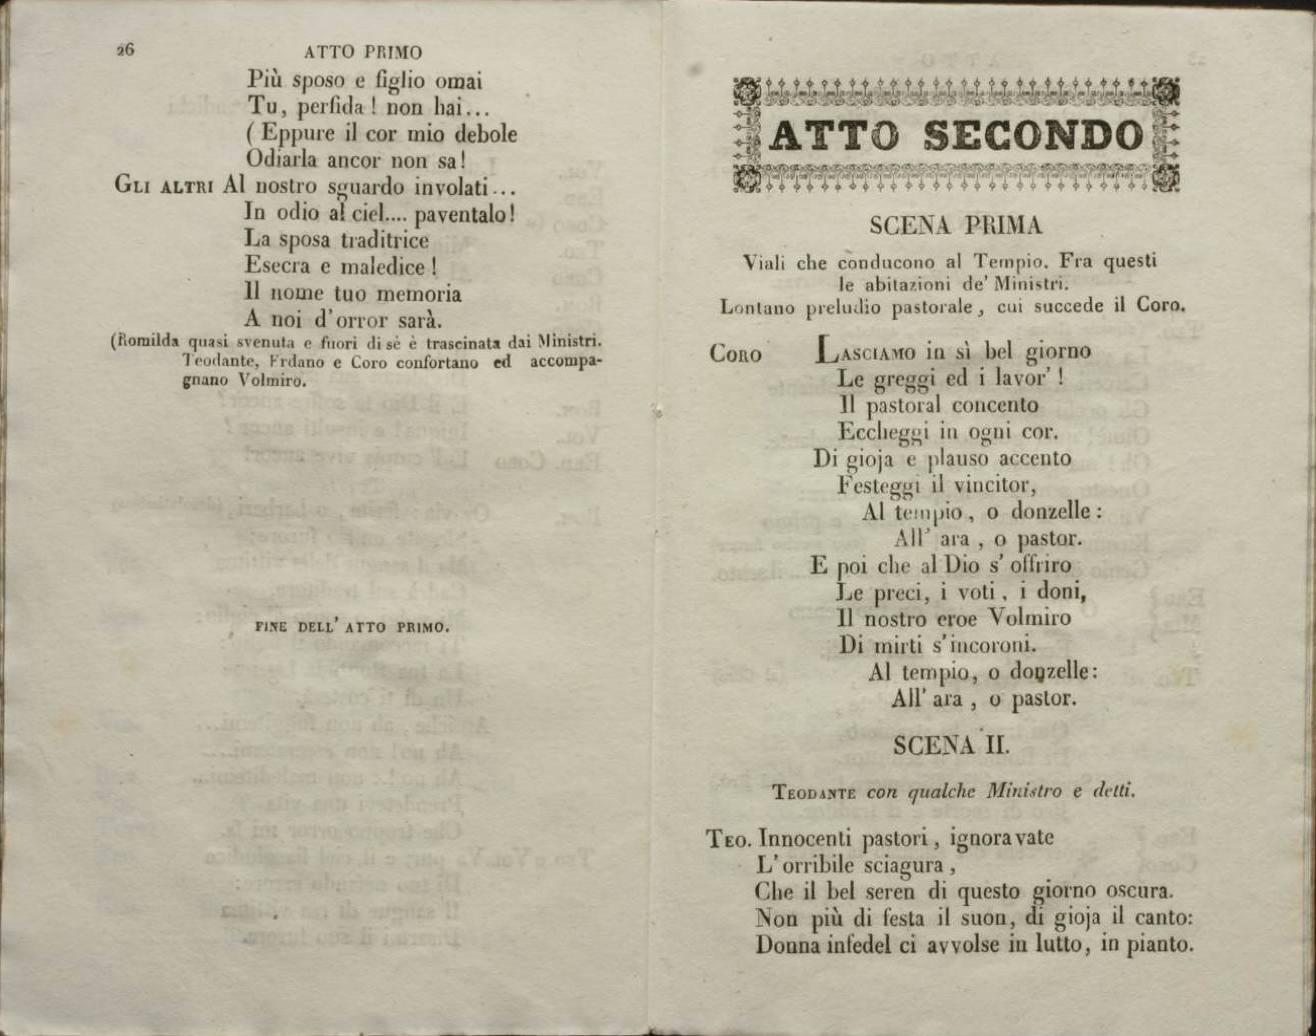 26
ATTO PRIMO
Più sposo e figlio omai
Tu, perfida! non hai...
(Eppure il cor mio debole
Odiarla ancor non sa!
GLI ALTRI Al nostro sguardo involati...
In odio al ciel.... paventalo!
La sposa traditrice
Esecra e maledice!
Il nome tuo memoria
A noi d'orror sarà.
(Romilda quasi svenuta e fuori di sè è trascinata dai Ministri.
Teodante, Erdano e Coro confortano ed accompa-
gnano Volmiro.
FINE DELL' ATTO PRIMO.
ATTO SECONDO
SCENA PRIMA
Viali che conducono al Tempio. Fra questi
le abitazioni de' Ministri.
Lontano preludio pastorale, cui succede il Coro.
CORO LASCIAMO in sì bel giorno
Le greggi ed i lavor'!
Il pastoral concento
Eccheggi in ogni cor.
Di gioja e plauso accento
Festeggi il vincitor,
Al tempio, o donzelle:
All' ara, o pastor.
E poi che al Dio s' offriro
Le preci, i voti, i doni,
Il nostro eroe Volmiro
Di mirti s' incoroni.
Al tempio, o donzelle:
All' ara, o pastor.
SCENA II.
TEODANTE con qualche Ministro e detti.
TEO. Innocenti pastori, ignoravate
L' orribile sciagura,
Che il bel seren di questo giorno oscura.
Non più di festa il suon, di gioja il canto:
Donna infedel ci avvolse in lutto, in pianto.